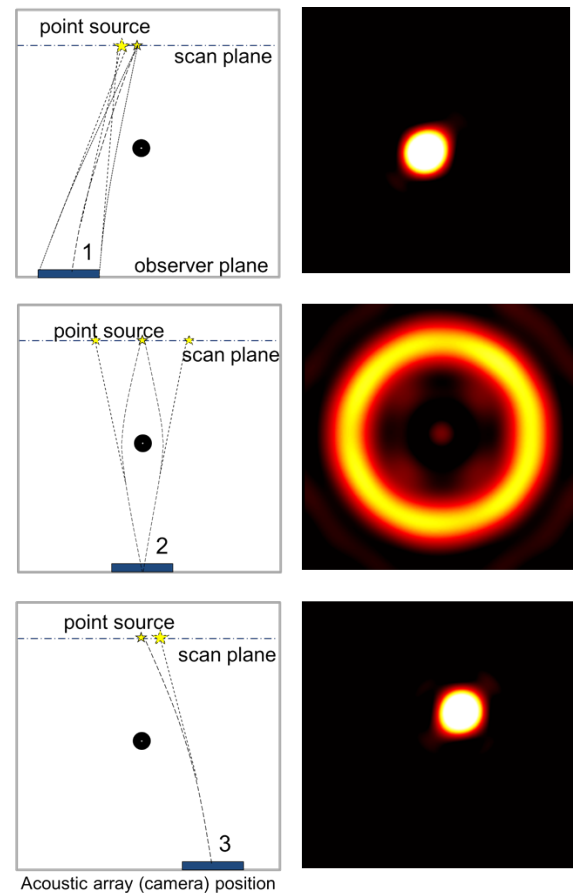 point source
scan plane
1
observer plane
point source
scan plane
2
point source
scan plane
3
Acoustic array (camera) position